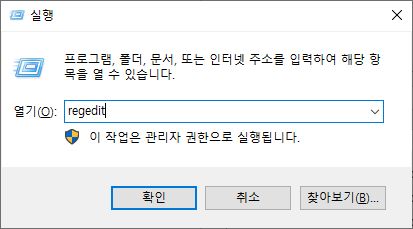 실행
프로그램, 폴더, 문서, 또는 인터넷 주소를 입력하여 해당 항
목을 열 수 있습니다.
열기(O): regedit
이 작업은 관리자 권한으로 실행됩니다.
확인 취소 찾아보기(B)...